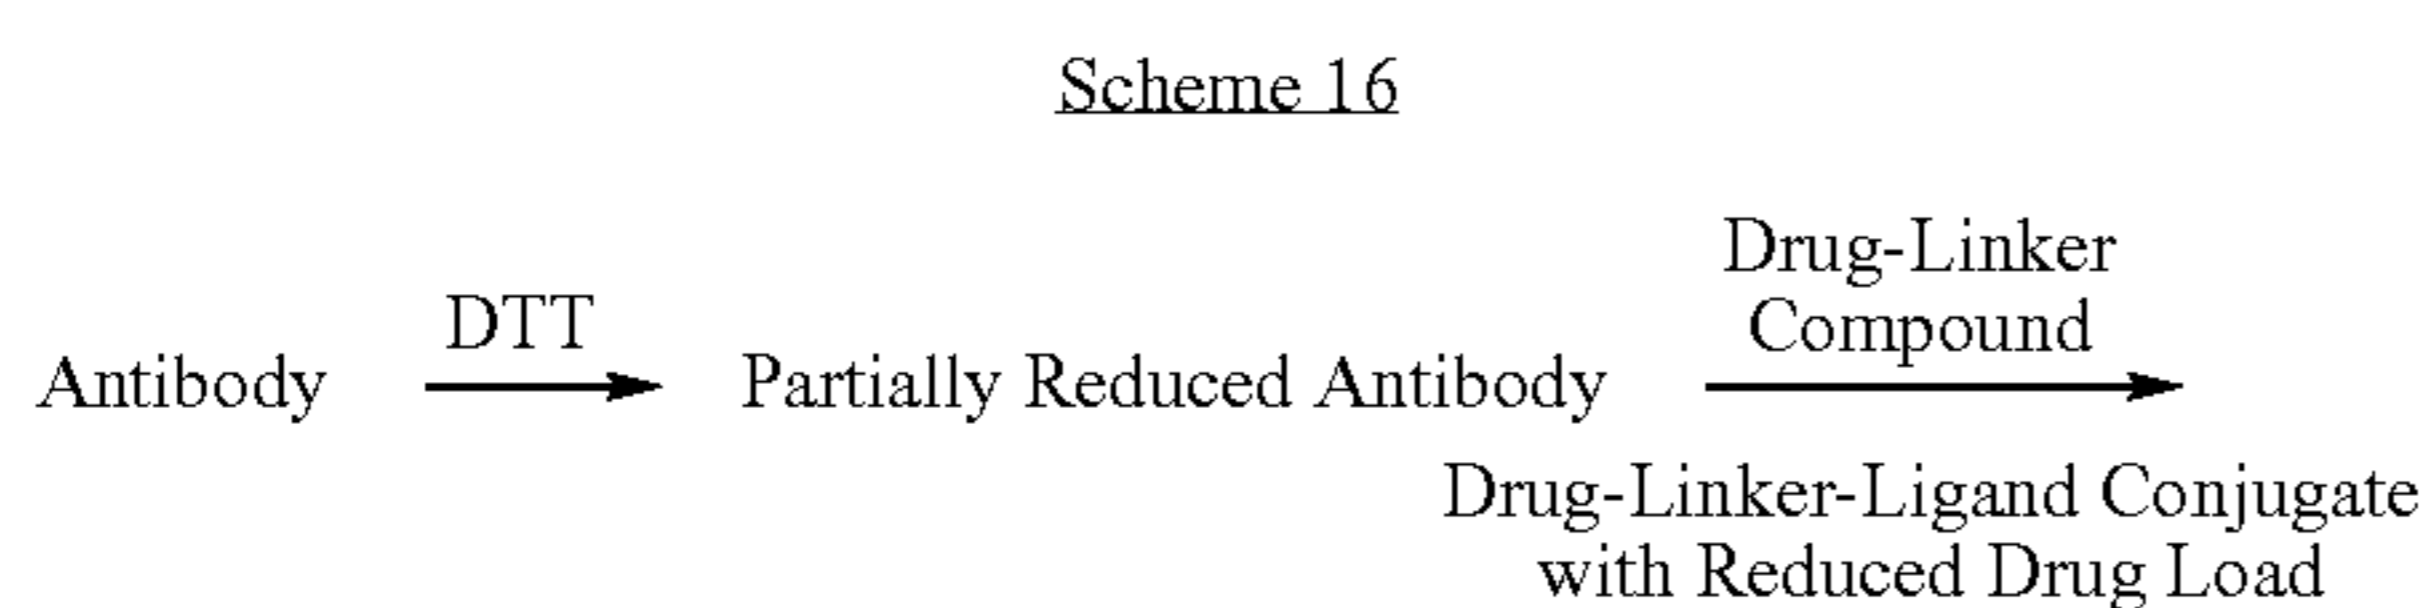 Scheme 16
DTT
Antibody
Partially Reduced Antibody
Drug-Linker
Compound
Drug-Linker-Ligand Conjugate
with Reduced Drug Load